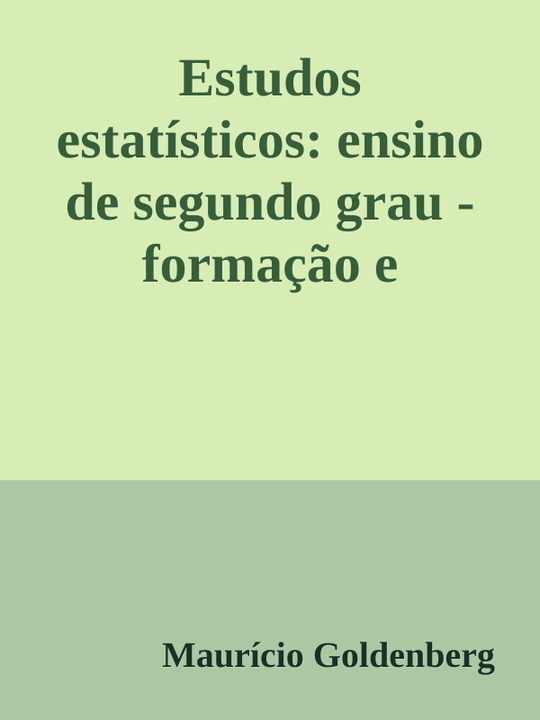 Estudos
estatísticos: ensino
de segundo grau -
formação e
Maurício Goldenberg